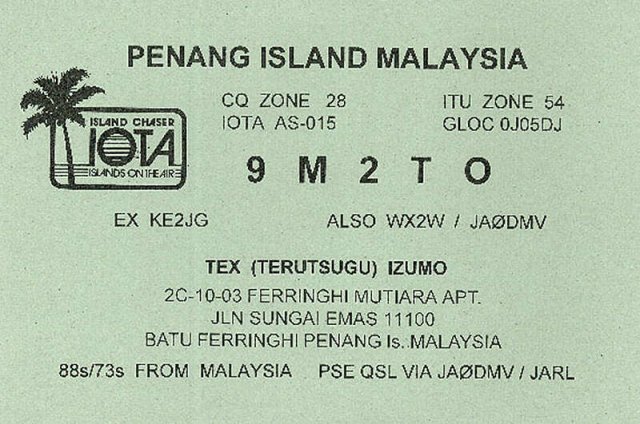 PENANG ISLAND MALAYSIA
CQ ZONE 28 ITU ZONE 54
IOTA AS-015 GLOC 0J05DJ
ISLAND CHASER
IOTA
ISLANDS ON THE AIR
9M2TO
EX KE2JG ALSO WX2W / JAØDMV
TEX (TERUTSUGU) IZUMO
2C-10-03 FERRINGHI MUTIARA APT.
JLN SUNGAI EMAS 11100
BATU FERRINGHI PENANG Is. MALAYSIA
88s/73s FROM MALAYSIA PSE QSL VIA JAØDMV / JARL